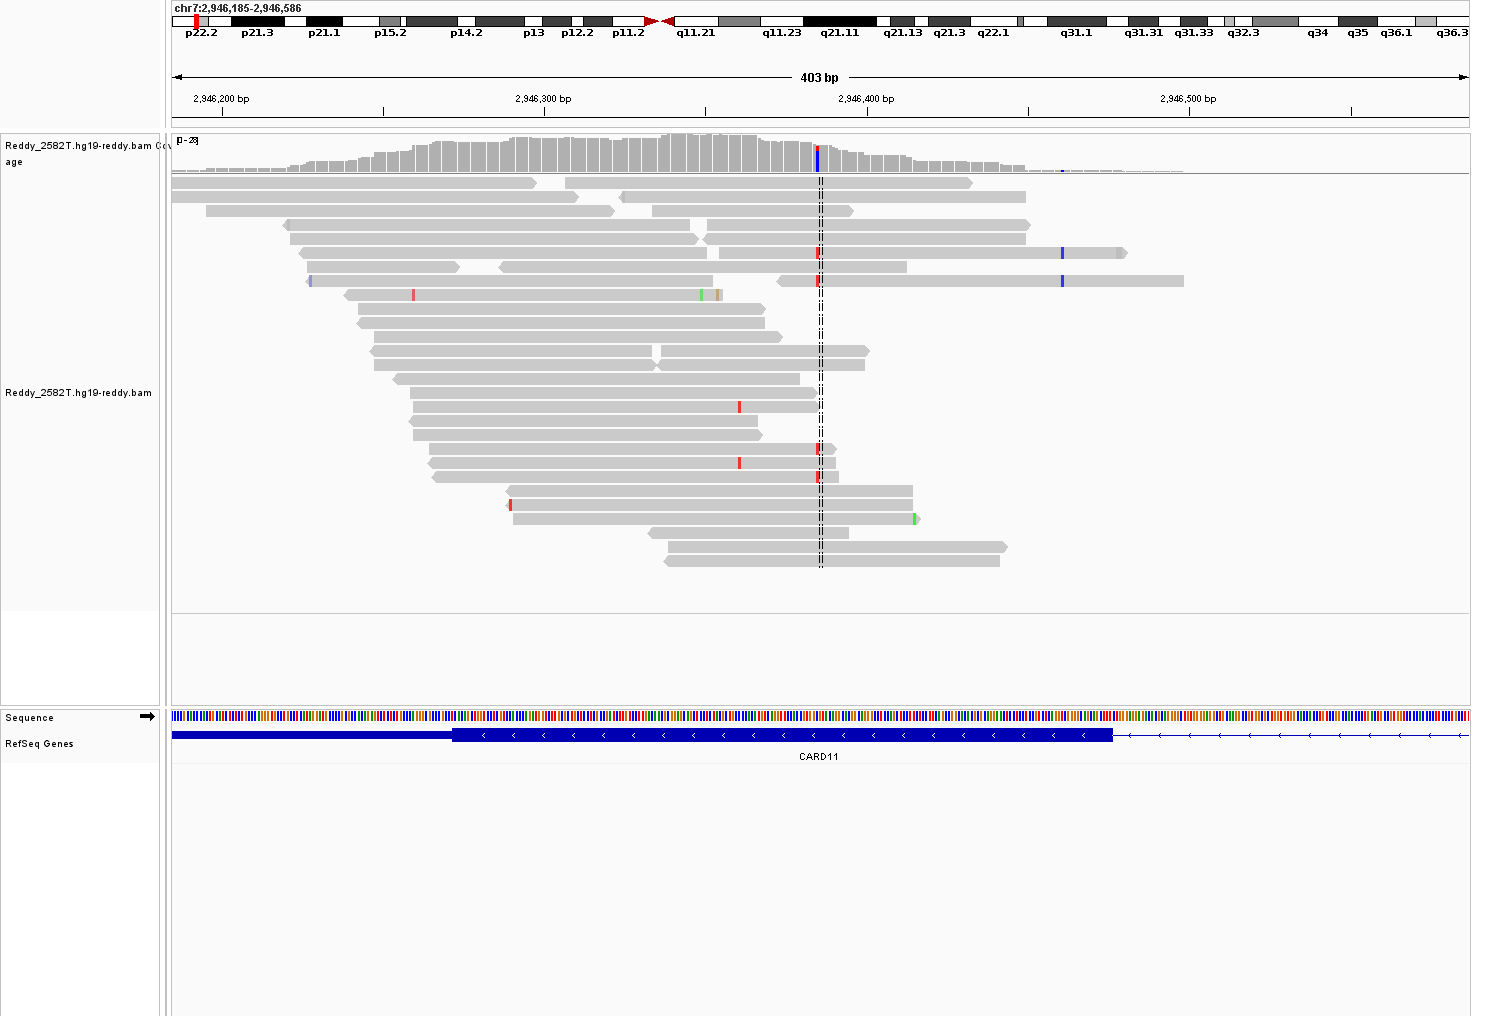 chr7:2,946,185-2,946,586
p22.2 p21.3 p21.1 p15.2 p14.2 p13 p12.2 p11.2 q11.21 q11.23 q21.11 q21.13 q21.3 q22.1 q31.1 q31.31 q31.33 q32.3 q34 q35 q36.1 q36.3
403 bp
2,946,200 bp 2,946,300 bp 2,946,400 bp 2,946,500 bp
[0-28]
Reddy_2582T.hg19-reddy.bam Cov
age
Reddy_2582T.hg19-reddy.bam
Sequence
RefSeq Genes
CARD11